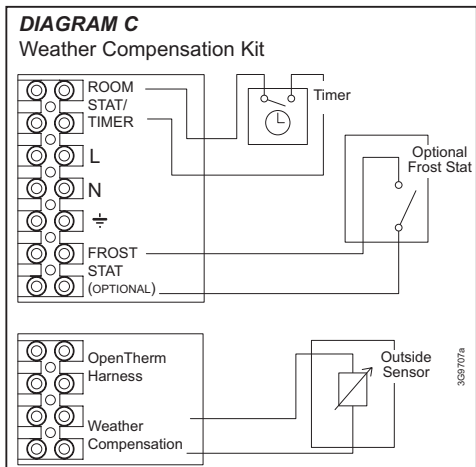 DIAGRAM C
Weather Compensation Kit
ROOM
STAT/
TIMER
L
N
FROST
STAT
(OPTIONAL)
Timer
Optional
Frost Stat
OpenTherm
Harness
Weather
Compensation
Outside
Sensor
3G9707a